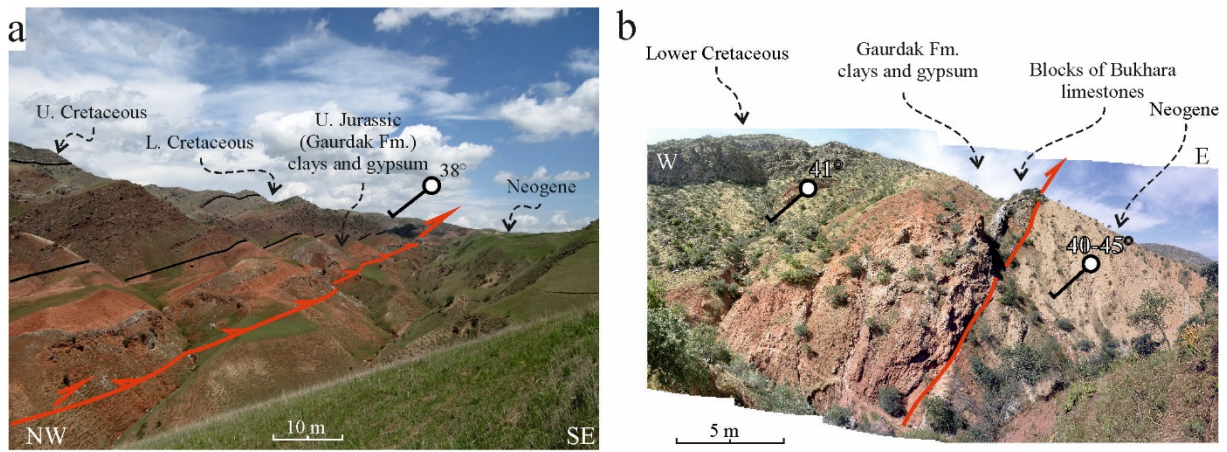 a
U. Cretaceous
L. Cretaceous
U. Jurassic
(Gaurdak Fm.)
clays and gypsum
38°
Neogene
NW
10 m
SE
b
Lower Cretaceous
Gaurdak Fm.
clays and gypsum
Blocks of Bukhara
limestones
Neogene
W
E
41°
40-45°
5 m